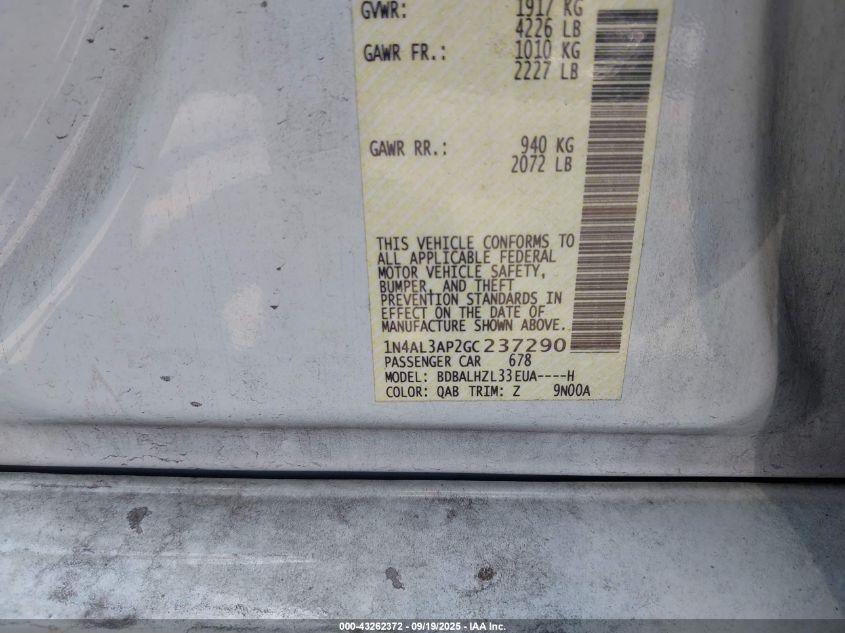 GVWR: 1917 KG
4226 LB
GAWR FR.: 1010 KG
2227 LB
GAWR RR.: 940 KG
2072 LB
THIS VEHICLE CONFORMS TO
ALL APPLICABLE FEDERAL
MOTOR VEHICLE SAFETY,
BUMPER, AND THEFT
PREVENTION STANDARDS IN
EFFECT ON THE DATE OF
MANUFACTURE SHOWN ABOVE.
1N4AL3AP2GC237290
PASSENGER CAR 678
MODEL: BDBALHZL33EUA----H
COLOR: QAB TRIM: Z 9N00A
000-43262372 - 09/19/2025 - IAA Inc.